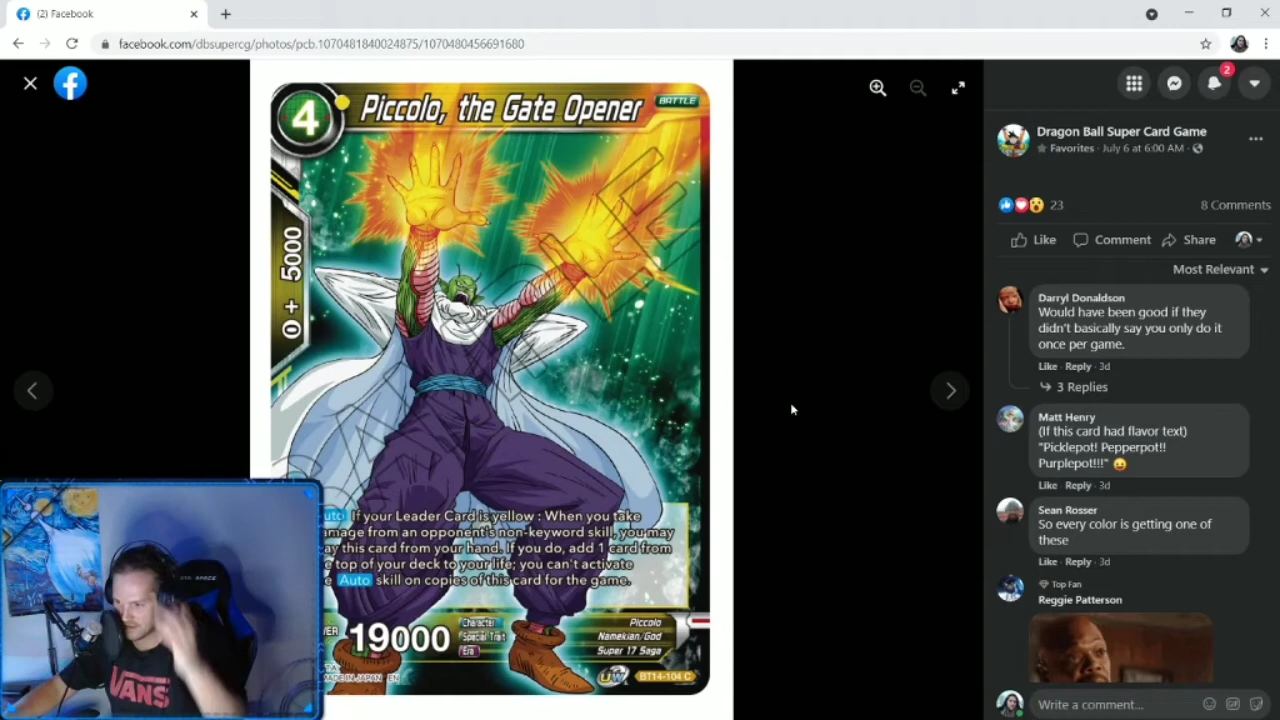 (2) Facebook
facebook.com/dbsupercg/photos/pcb.1070481840024875/1070480456691680
4
Piccolo, the Gate Opener
BATTLE
0 + 5000
If your Leader Card is yellow : When you take
from an opponent's non-keyword skill, you may
this card from your hand. If you do, add 1 card from
top of your deck to your life; you can't activate
Auto skill on copies of this card for the game.
19000
Character
Special Trait
Era
Piccolo
Namekian/God
Super 17 Saga
MADE IN JAPAN EN
UW
BT14-104 C
VANS
2
Dragon Ball Super Card Game
Favorites · July 6 at 6:00 AM ·
23
8 Comments
Like
Comment
Share
Most Relevant
Darryl Donaldson
Would have been good if they
didn't basically say you only do it
once per game.
Like · Reply · 3d
3 Replies
Matt Henry
(If this card had flavor text)
"Picklepot! Pepperpot!!
Purplepot!!!"
Like · Reply · 3d
Sean Rosser
So every color is getting one of
these
Like · Reply · 3d
Top Fan
Reggie Patterson
Write a comment...
GIF